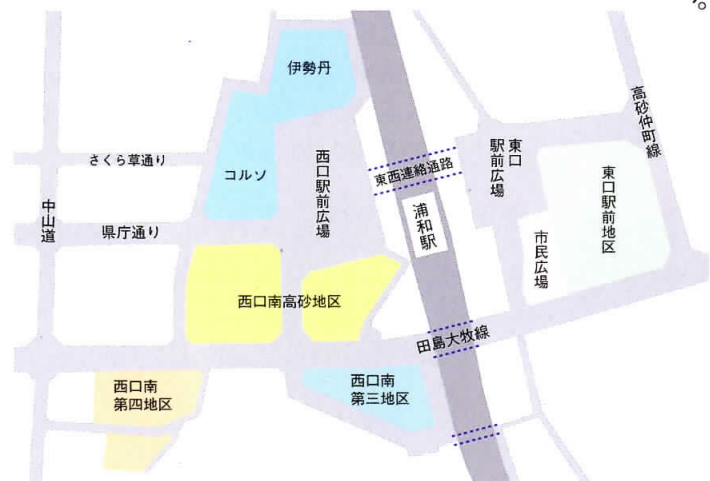 す。
伊勢丹
高砂仲町線
東口
駅前広場
さくら草通り
コルソ
西口駅前広場
東西連絡通路
東口駅前地区
中山道
県庁通り
浦和駅
市民広場
西口南高砂地区
田島大牧線
西口南
第四地区
西口南
第三地区